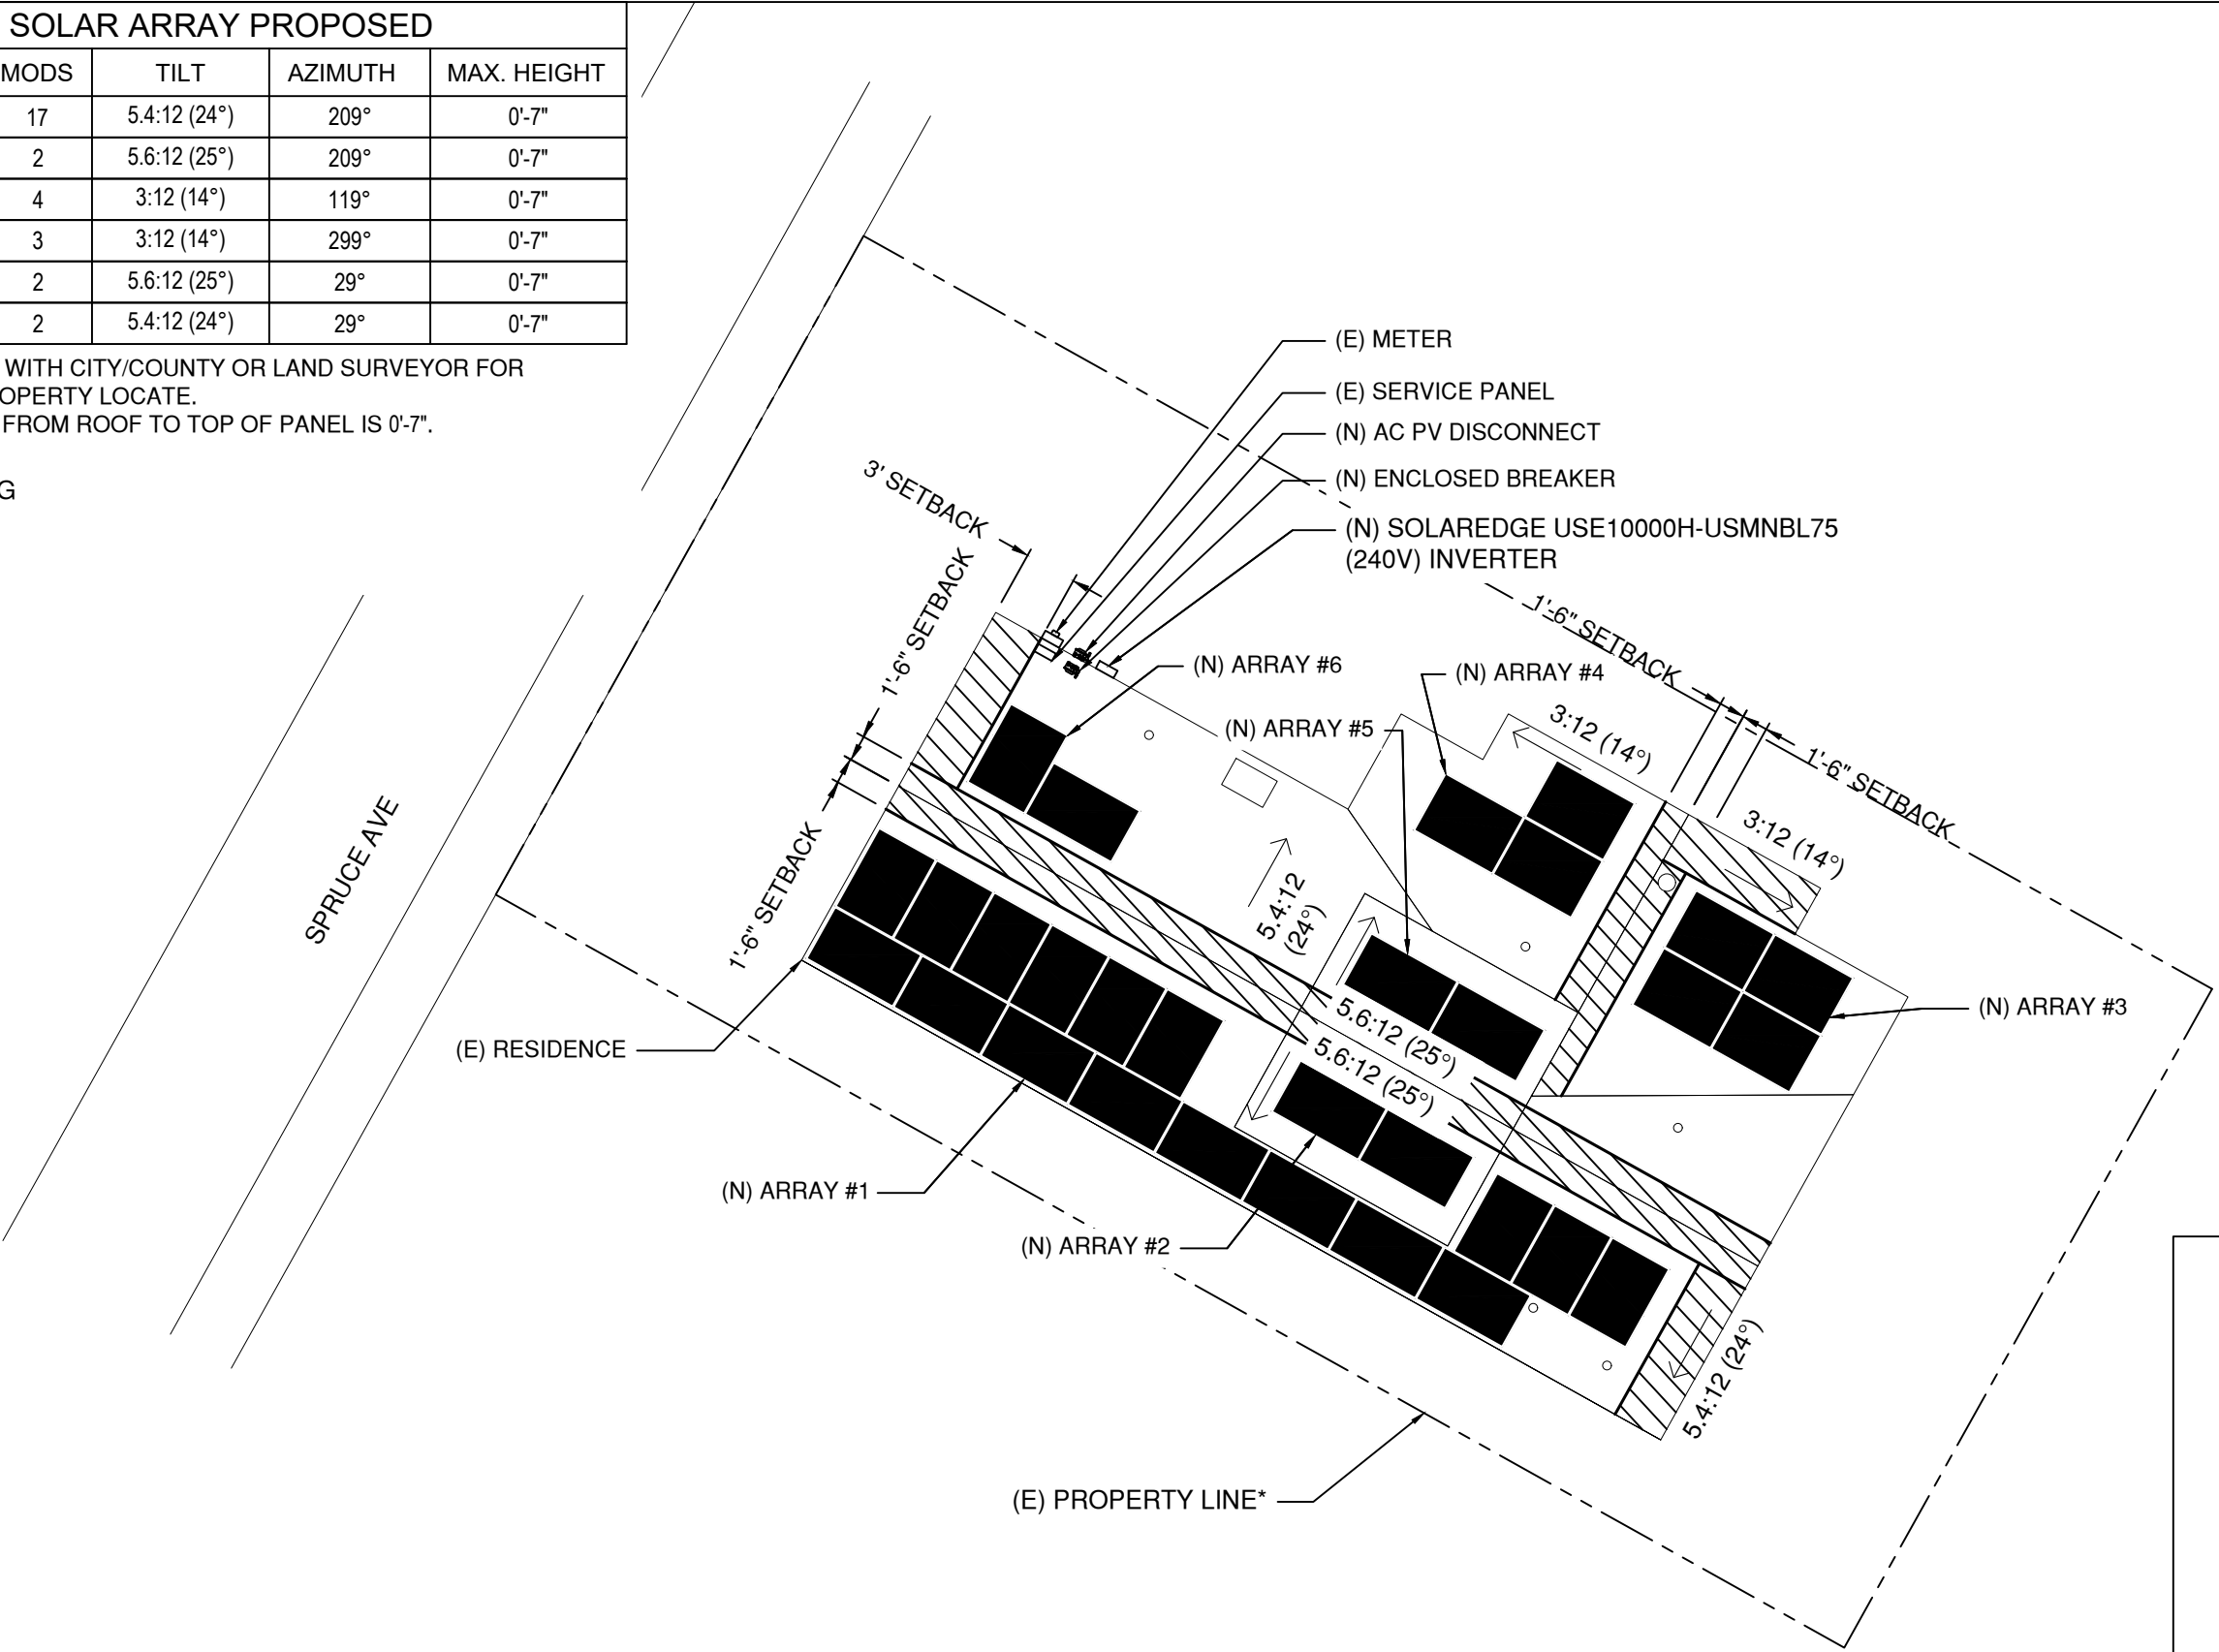 SOLAR ARRAY PROPOSED
MODS TILT AZIMUTH MAX. HEIGHT
17 5.4:12 (24°) 209° 0'-7"
2 5.6:12 (25°) 209° 0'-7"
4 3:12 (14°) 119° 0'-7"
3 3:12 (14°) 299° 0'-7"
2 5.6:12 (25°) 29° 0'-7"
2 5.4:12 (24°) 29° 0'-7"
WITH CITY/COUNTY OR LAND SURVEYOR FOR
OPERTY LOCATE.
FROM ROOF TO TOP OF PANEL IS 0'-7".
G
(E) METER
(E) SERVICE PANEL
(N) AC PV DISCONNECT
(N) ENCLOSED BREAKER
(N) SOLAREDGE USE10000H-USMNBL75
(240V) INVERTER
3' SETBACK
1'-6" SETBACK
1'-6" SETBACK
1'-6" SETBACK
1'-6" SETBACK
(N) ARRAY #6
(N) ARRAY #4
(N) ARRAY #5
3:12 (14°)
3:12 (14°)
SPRUCE AVE
5.4:12
(24°)
5.6:12 (25°)
5.6:12 (25°)
(N) ARRAY #3
(E) RESIDENCE
(N) ARRAY #1
(N) ARRAY #2
5.4:12 (24°)
(E) PROPERTY LINE*